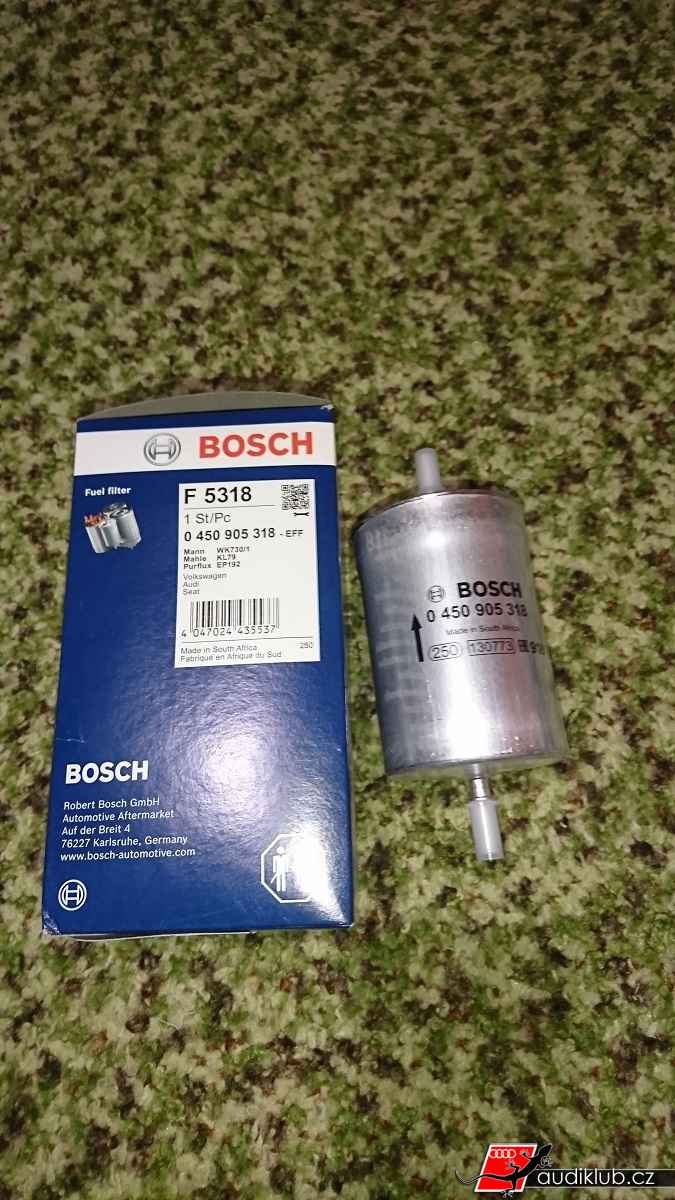 BOSCH
Fuel filter
F 5318
1 St/Pc
0 450 905 318 - EFF
Mann WK730/1
Mahle KL79
Purflux EP192
Volkswagen
Audi
Seat
4 047024 435537
Made in South Africa 250
Fabriqué en Afrique du Sud
BOSCH
Robert Bosch GmbH
Automotive Aftermarket
Auf der Breit 4
76227 Karlsruhe, Germany
www.bosch-automotive.com
BOSCH
0 450 905 318
Made in South Africa
250 130773
audiklub.cz